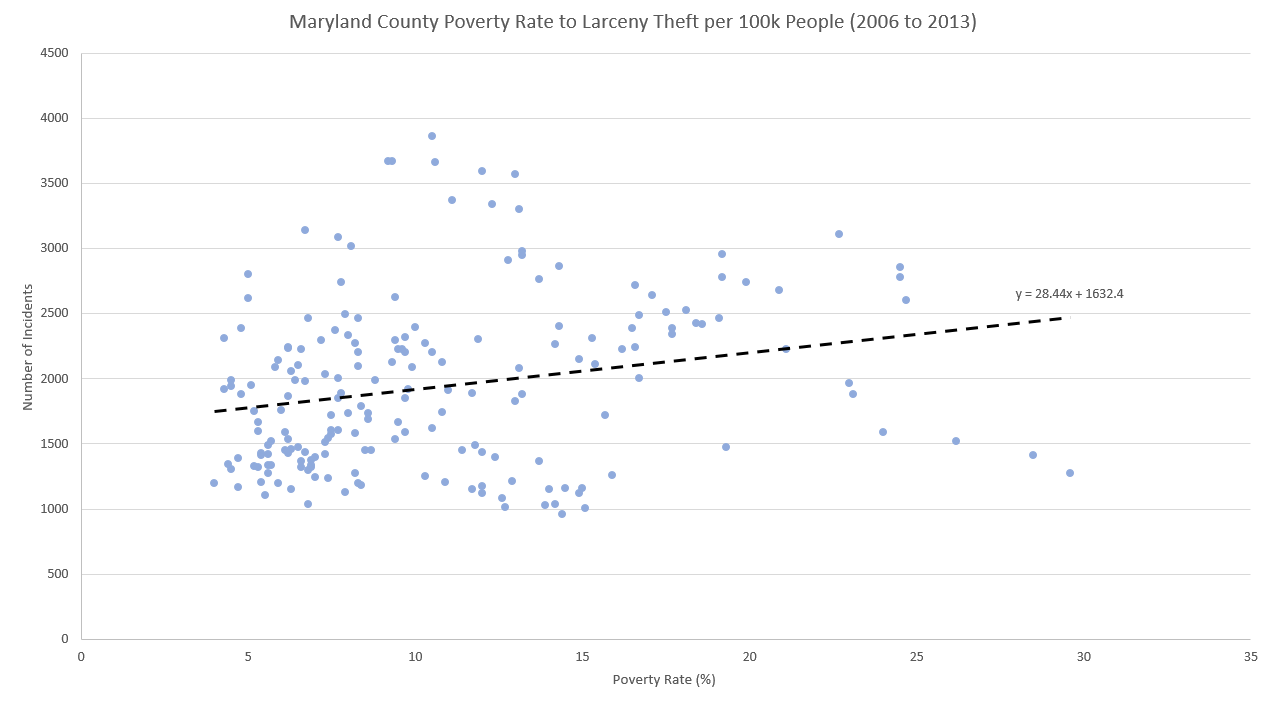 Maryland County Poverty Rate to Larceny Theft per 100k People (2006 to 2013)
4500
4000
3500
3000
2500
2000
1500
1000
500
0
Number of Incidents
y = 28.44x + 1632.4
0 5 10 15 20 25 30 35
Poverty Rate (%)